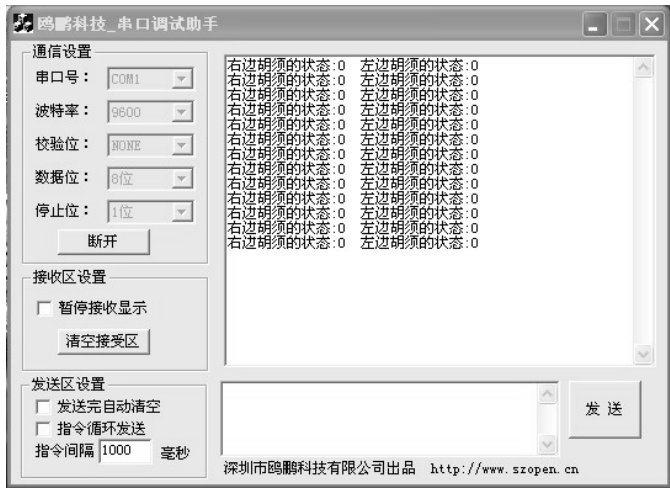 鸥鹏科技_串口调试助手
通信设置
串口号： COM1
波特率： 9600
校验位： NONE
数据位： 8位
停止位： 1位
断开
接收区设置
暂停接收显示
清空接受区
发送区设置
发送完自动清空
指令循环发送
指令间隔 1000 毫秒
右边胡须的状态:0 左边胡须的状态:0
右边胡须的状态:0 左边胡须的状态:0
右边胡须的状态:0 左边胡须的状态:0
右边胡须的状态:0 左边胡须的状态:0
右边胡须的状态:0 左边胡须的状态:0
右边胡须的状态:0 左边胡须的状态:0
右边胡须的状态:0 左边胡须的状态:0
右边胡须的状态:0 左边胡须的状态:0
右边胡须的状态:0 左边胡须的状态:0
右边胡须的状态:0 左边胡须的状态:0
右边胡须的状态:0 左边胡须的状态:0
右边胡须的状态:0 左边胡须的状态:0
右边胡须的状态:0 左边胡须的状态:0
发 送
深圳市鸥鹏科技有限公司出品 http://www.szopen.cn